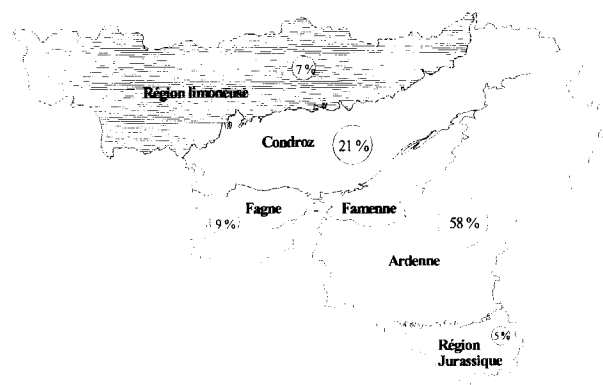 7 %
Région limoneuse
Condroz
21 %
Fagne - Famenne
9 %
58 %
Ardenne
5 %
Région
Jurassique